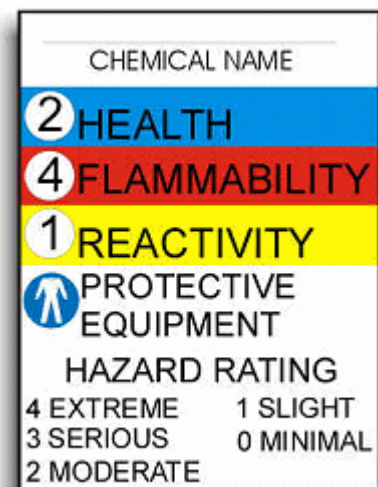 CHEMICAL NAME
2 HEALTH
4 FLAMMABILITY
1 REACTIVITY
PROTECTIVE
EQUIPMENT
HAZARD RATING
4 EXTREME 1 SLIGHT
3 SERIOUS 0 MINIMAL
2 MODERATE